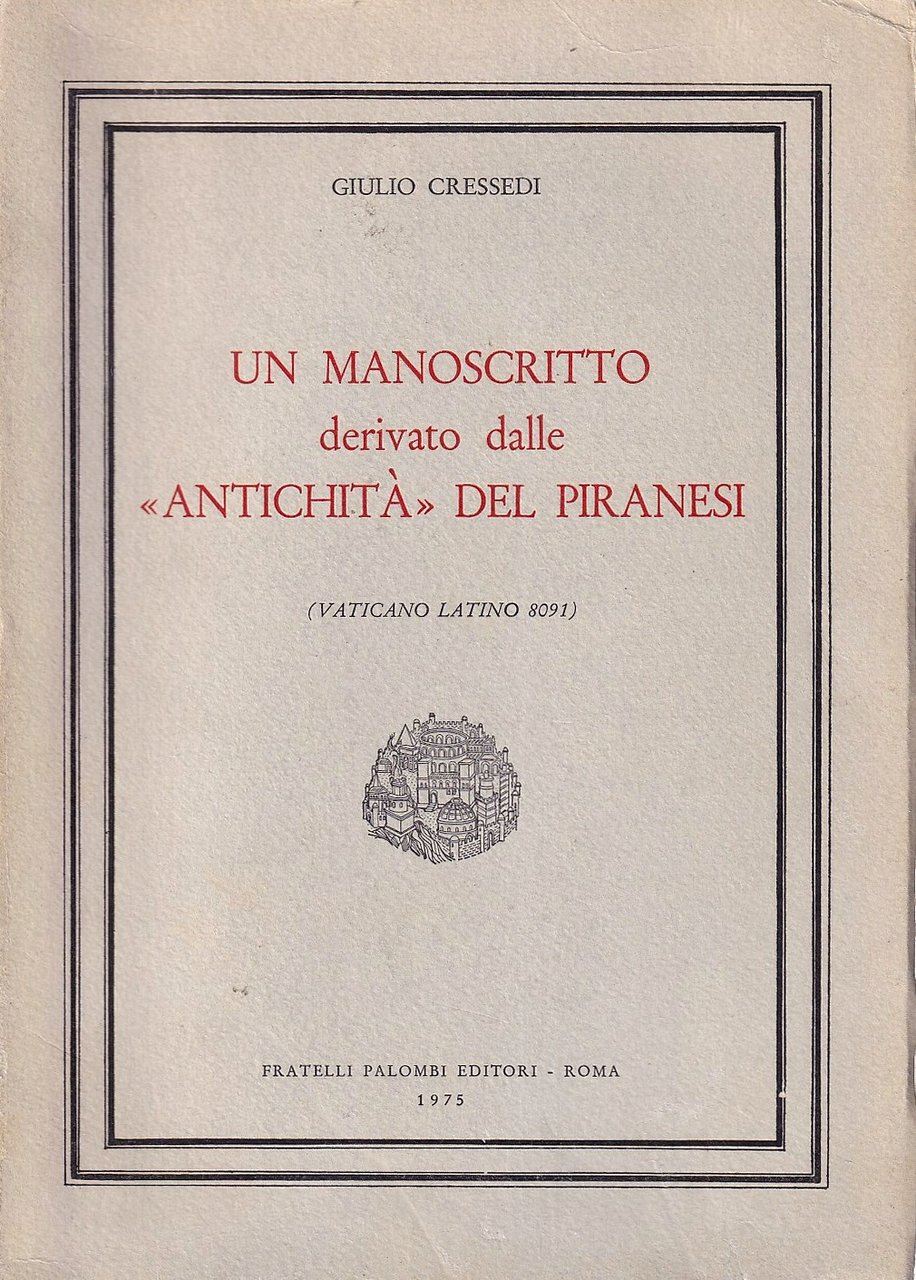 GIULIO CRESSEDI
UN MANOSCRITTO
derivato dalle
«ANTICHITÀ» DEL PIRANESI
(VATICANO LATINO 8091)
FRATELLI PALOMBI EDITORI - ROMA
1975